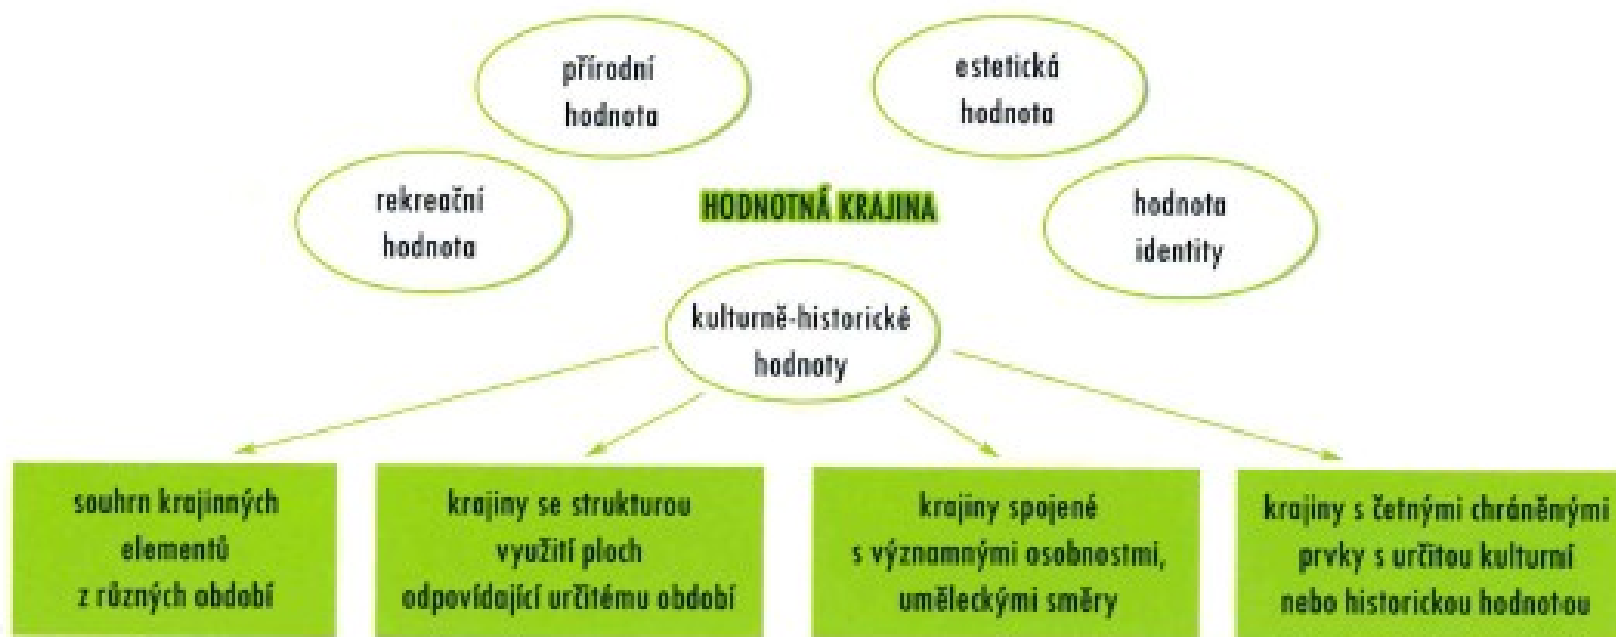 přírodní
hodnota
estetická
hodnota
rekreační
hodnota
HODNOTNÁ KRAJINA
hodnota
identity
kulturně-historické
hodnoty
souhrn krajinných
elementů
z různých období
krajiny se strukturou
využití ploch
odpovídající určitému období
krajiny spojené
s významnými osobnostmi,
uměleckými směry
krajiny s četnými chráněnými
prvky s určitou kulturní
nebo historickou hodnotou